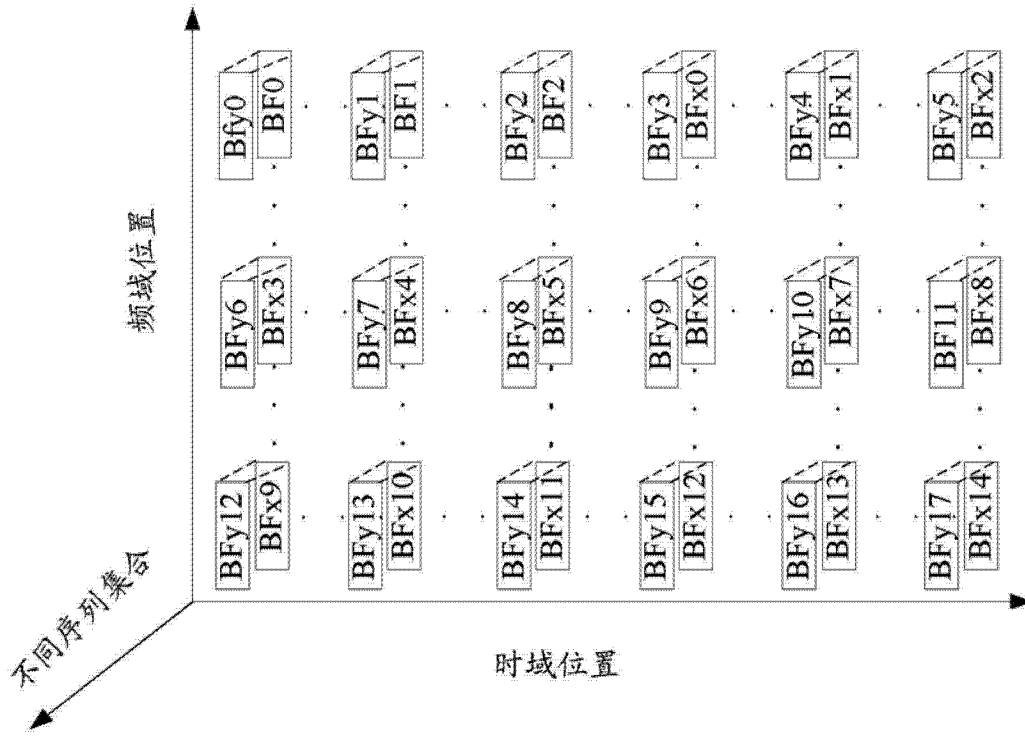 Bfy0
BF0
BFy1
BF1
BFy2
BF2
BFy3
BFx0
BFy4
BFx1
BFy5
BFx2
BFy6
BFx3
BFy7
BFx4
BFy8
BFx5
BFy9
BFx6
BFy10
BFx7
BF11
BFx8
BFy12
BFx9
BFy13
BFx10
BFy14
BFx11
BFy15
BFx12
BFy16
BFx13
BFy17
BFx14
频域位置
不同序列集合
时域位置